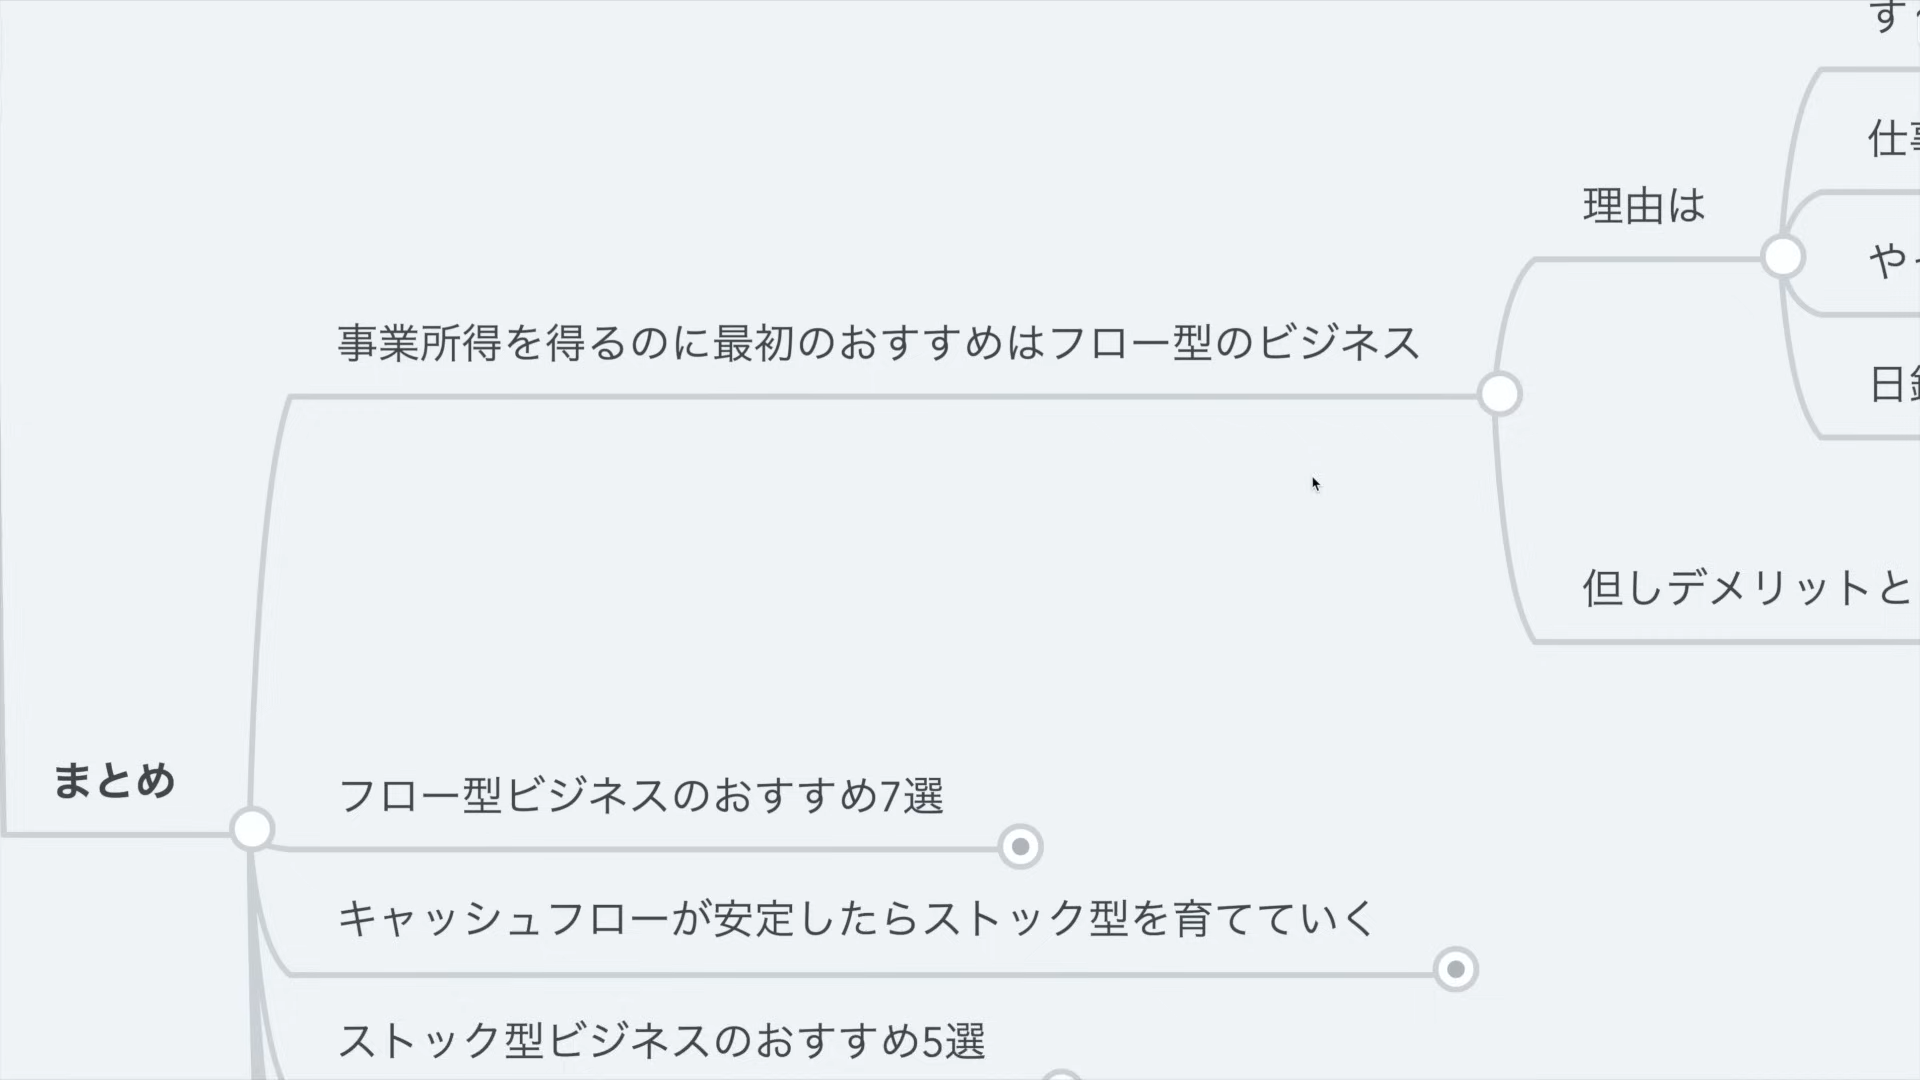 理由は
事業所得を得るのに最初のおすすめはフロー型のビジネス
但しデメリットと
まとめ
フロー型ビジネスのおすすめ7選
キャッシュフローが安定したらストック型を育てていく
ストック型ビジネスのおすすめ5選